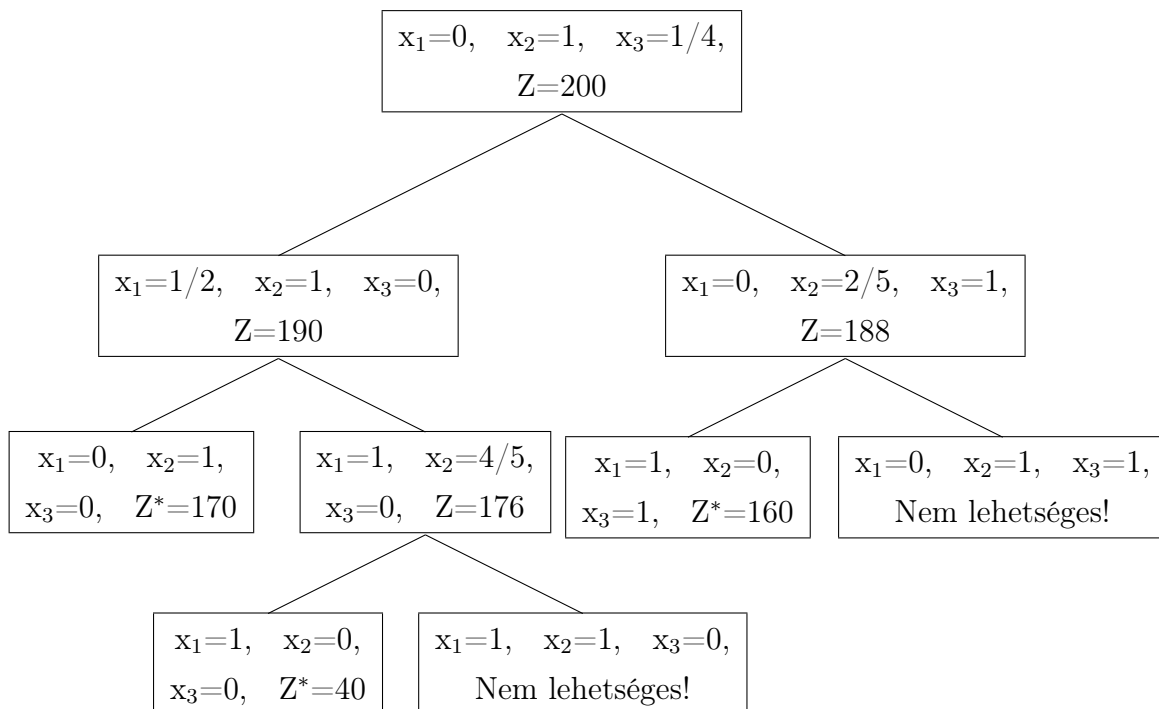 x₁=0, x₂=1, x₃=1/4,
Z=200
x₁=1/2, x₂=1, x₃=0,
Z=190
x₁=0, x₂=2/5, x₃=1,
Z=188
x₁=0, x₂=1,
x₃=0, Z*=170
x₁=1, x₂=4/5,
x₃=0, Z=176
x₁=1, x₂=0,
x₃=1, Z*=160
x₁=0, x₂=1, x₃=1,
Nem lehetséges!
x₁=1, x₂=0,
x₃=0, Z*=40
x₁=1, x₂=1, x₃=0,
Nem lehetséges!